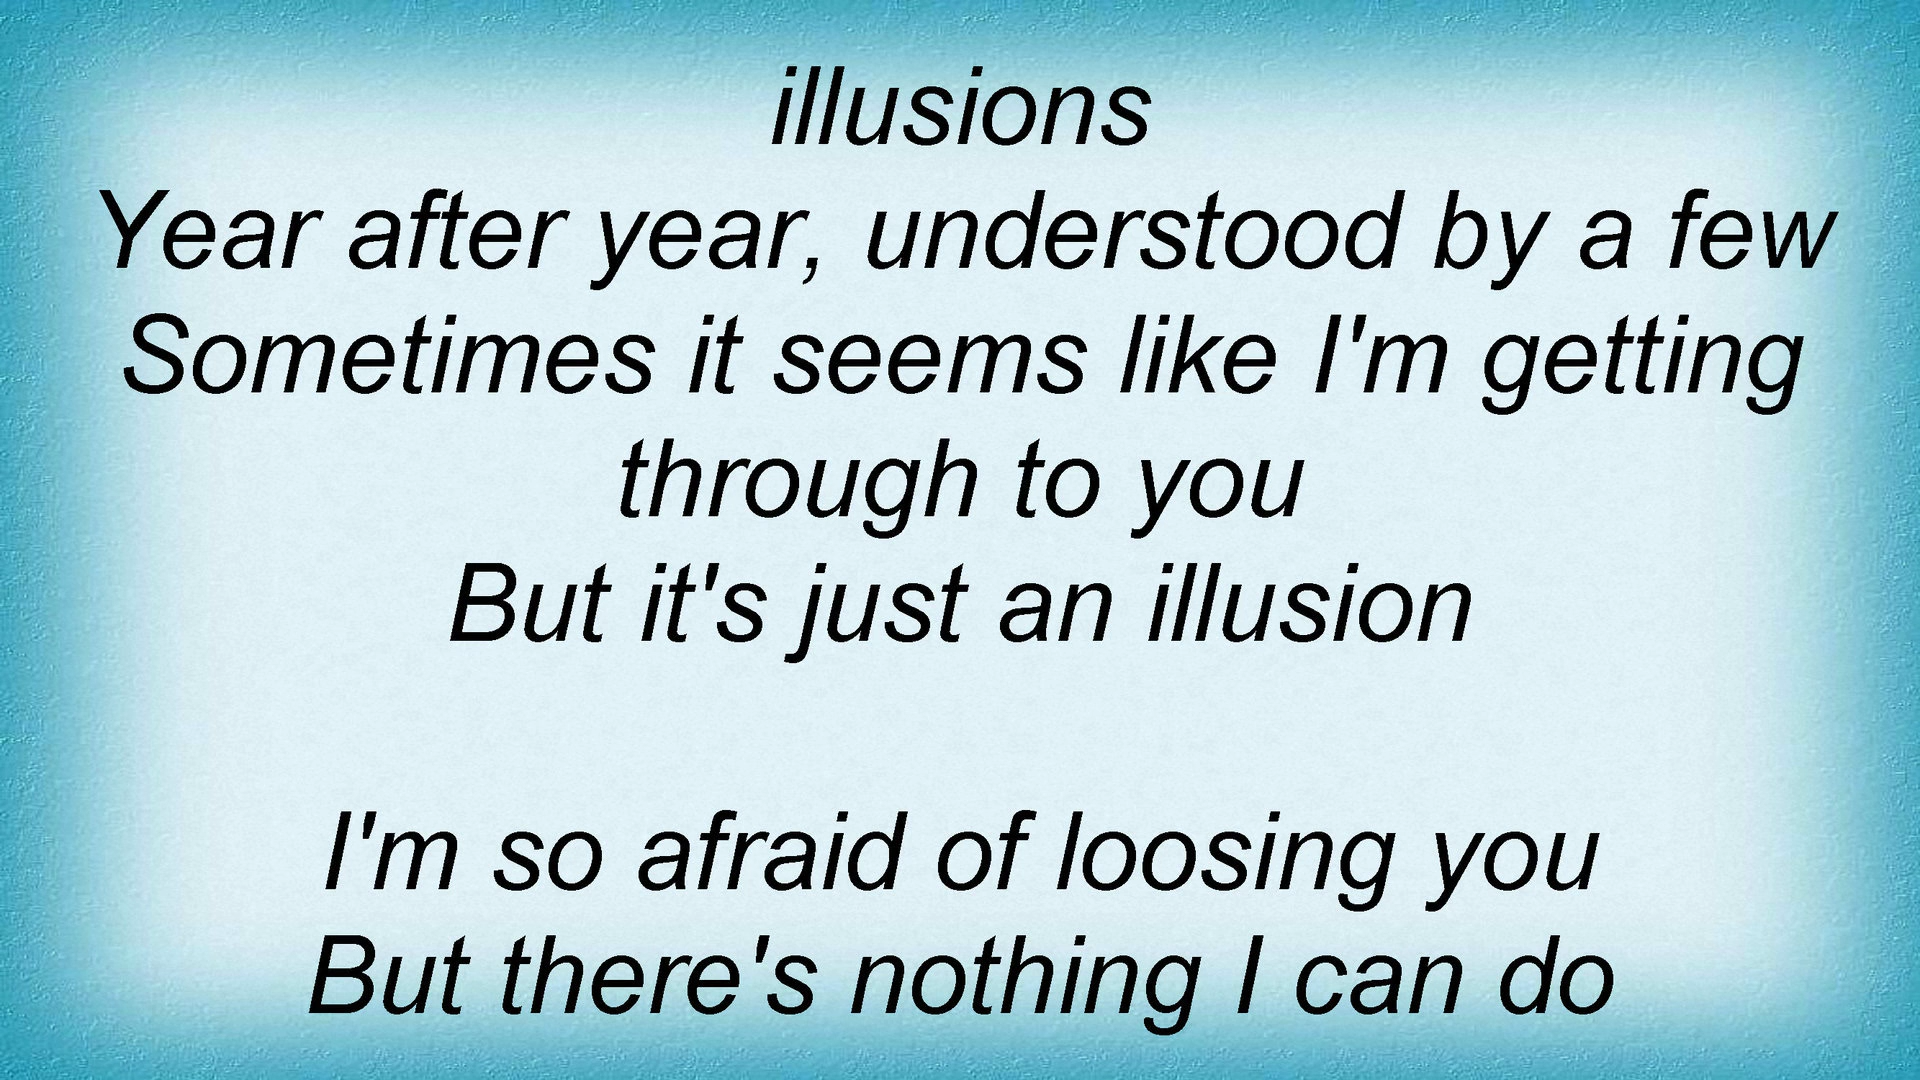 illusions
Year after year, understood by a few
Sometimes it seems like I'm getting
through to you
But it's just an illusion
I'm so afraid of loosing you
But there's nothing I can do